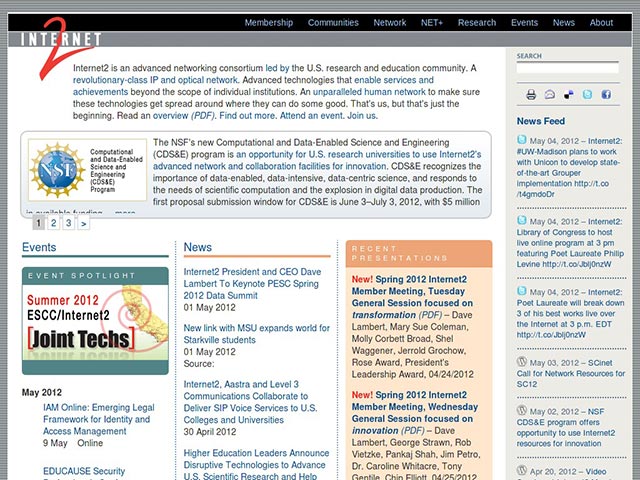 Membership Communities Network NET+ Research Events News About
INTERNET
2
Internet2 is an advanced networking consortium led by the U.S. research and education community. A
revolutionary-class IP and optical network. Advanced technologies that enable services and
achievements beyond the scope of individual institutions. An unparalleled human network to make sure
these technologies get spread around where they can do some good. That's us, but that's just the
beginning. Read an overview (PDF). Find out more. Attend an event. Join us.
NSF
Computational
and Data-Enabled
Science and
Engineering
(CDS&E)
Program
The NSF's new Computational and Data-Enabled Science and Engineering
(CDS&E) program is an opportunity for U.S. research universities to use Internet2's
advanced network and collaboration facilities for innovation. CDS&E recognizes the
importance of data-enabled, data-intensive, data-centric science, and responds to
the needs of scientific computation and the explosion in digital data production. The
first proposal submission window for CDS&E is June 3–July 3, 2012, with $5 million
in available funding. more
1 2 3 >
Events
EVENT SPOTLIGHT
Summer 2012
ESCC/Internet2
[Joint Techs]
May 2012
IAM Online: Emerging Legal
Framework for Identity and
Access Management
9 May Online
EDUCAUSE Security
News
Internet2 President and CEO Dave
Lambert To Keynote PESC Spring
2012 Data Summit
01 May 2012
New link with MSU expands world for
Starkville students
01 May 2012
Source:
Internet2, Aastra and Level 3
Communications Collaborate to
Deliver SIP Voice Services to U.S.
Colleges and Universities
30 April 2012
Higher Education Leaders Announce
Disruptive Technologies to Advance
U.S. Scientific Research and Help
RECENT
PRESENTATIONS
New! Spring 2012 Internet2
Member Meeting, Tuesday
General Session focused on
transformation (PDF) – Dave
Lambert, Mary Sue Coleman,
Molly Corbett Broad, Shel
Waggener, Jerrold Grochow,
Rose Award, President's
Leadership Award, 04/24/2012
New! Spring 2012 Internet2
Member Meeting, Wednesday
General Session focused on
innovation (PDF) – Dave
Lambert, George Strawn, Rob
Vietzke, Pankaj Shah, Jim Petro,
Dr. Caroline Whitacre, Tony
Gentile, Chip Elliott, 04/25/2012
SEARCH
News Feed
May 04, 2012 – Internet2:
#UW-Madison plans to work
with Unicon to develop state-
of-the-art Grouper
implementation http://t.co
/t4gmdoDr
May 04, 2012 – Internet2:
Library of Congress to host
live online program at 3 pm
featuring Poet Laureate Philip
Levine http://t.co/Jblj0nzW
May 04, 2012 – Internet2:
Poet Laureate will break down
3 of his best works live over
the Internet at 3 p.m. EDT
http://t.co/Jblj0nzW
May 03, 2012 – SCinet
Call for Network Resources for
SC12
May 02, 2012 – NSF
CDS&E program offers
opportunity to use Internet2
resources for innovation
Apr 20, 2012 – Video